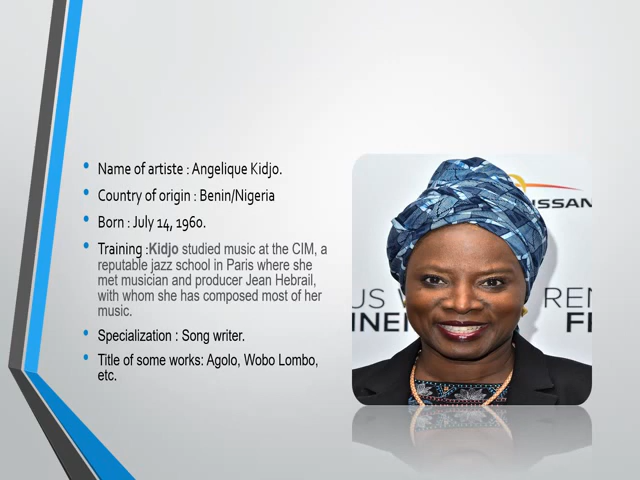 Name of artiste : Angelique Kidjo.
Country of origin : Benin/Nigeria
Born : July 14, 1960.
Training :Kidjo studied music at the CIM, a
reputable jazz school in Paris where she
met musician and producer Jean Hebrail,
with whom she has composed most of her
music.
Specialization : Song writer.
Title of some works: Agolo, Wobo Lombo,
etc.
ISSAN
US W
REN
INE
FI